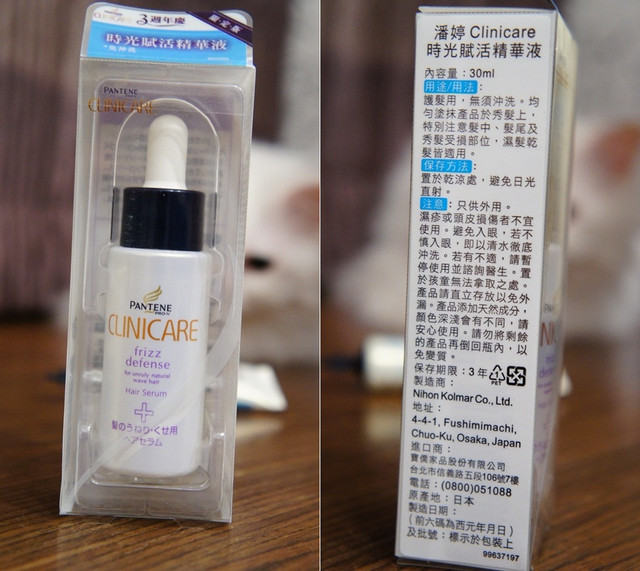 3週年慶
限定版
時光賦活精華液
PANTENE
CLINICARE
PANTENE
PRO-V
CLINICARE
frizz
defense
for unruly natural
wave hair
Hair Serum
髪のうねり・くせ用
ヘアセラム
潘婷 Clinicare
時光賦活精華液
內容量：30ml
用途/用法：
護髮用，無須沖洗。均
勻塗抹產品於秀髮上，
特別注意髮中、髮尾及
秀髮受損部位，濕髮乾
髮皆適用。
保存方法：
置於乾涼處，避免日光
直射。
注意：只供外用。
濕疹或頭皮損傷者不宜
使用。避免入眼，若不
慎入眼，即以清水徹底
沖洗。若有不適，請暫
停使用並諮詢醫生。置
於孩童無法拿取之處。
產品請直立存放以免外
漏。產品添加天然成分，
顏色深淺會有不同，請
安心使用。請勿將剩餘
的產品再倒回瓶內，以
免變質。
保存期限：3年
PET
製造商：
Nihon Kolmar Co., Ltd.
地址：
4-4-1, Fushimimachi,
Chuo-Ku, Osaka, Japan
進口商：
寶僑家品股份有限公司
台北市信義路五段106號7樓
電話：(0800)051088
原產地：日本
製造日期：
（前六碼為西元年月日）
及批號：標示於包裝上
99637197